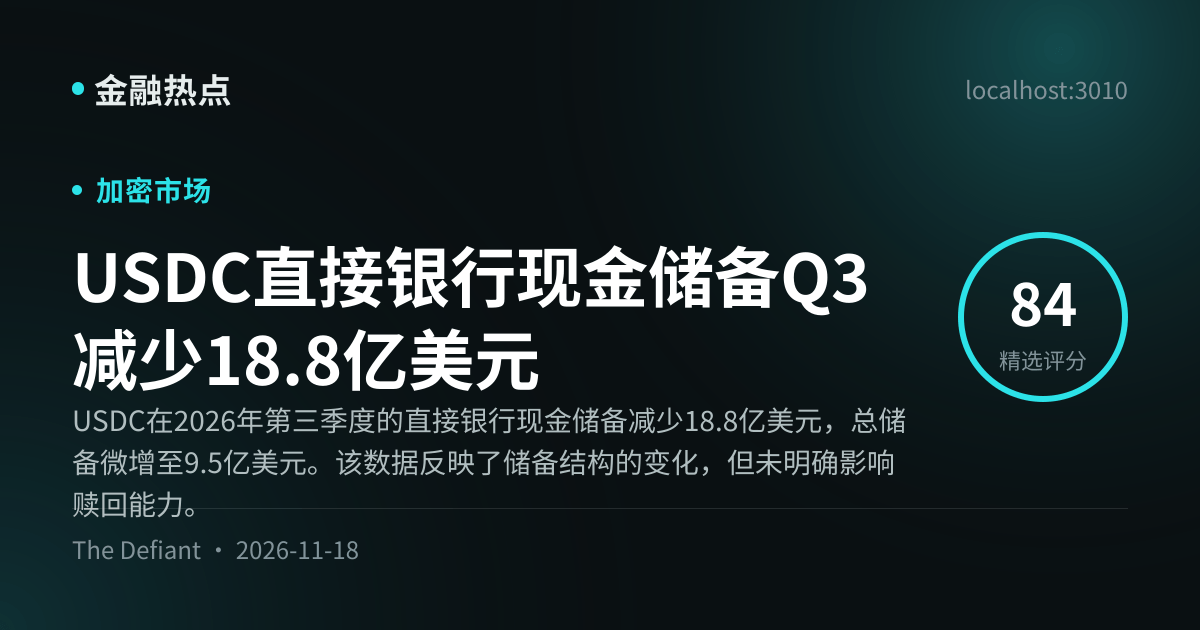 金融热点
localhost:3010
加密市场
USDC直接银行现金储备Q3
减少18.8亿美元
84
精选评分
USDC在2026年第三季度的直接银行现金储备减少18.8亿美元，总储
备微增至9.5亿美元。该数据反映了储备结构的变化，但未明确影响
赎回能力。
The Defiant • 2026-11-18